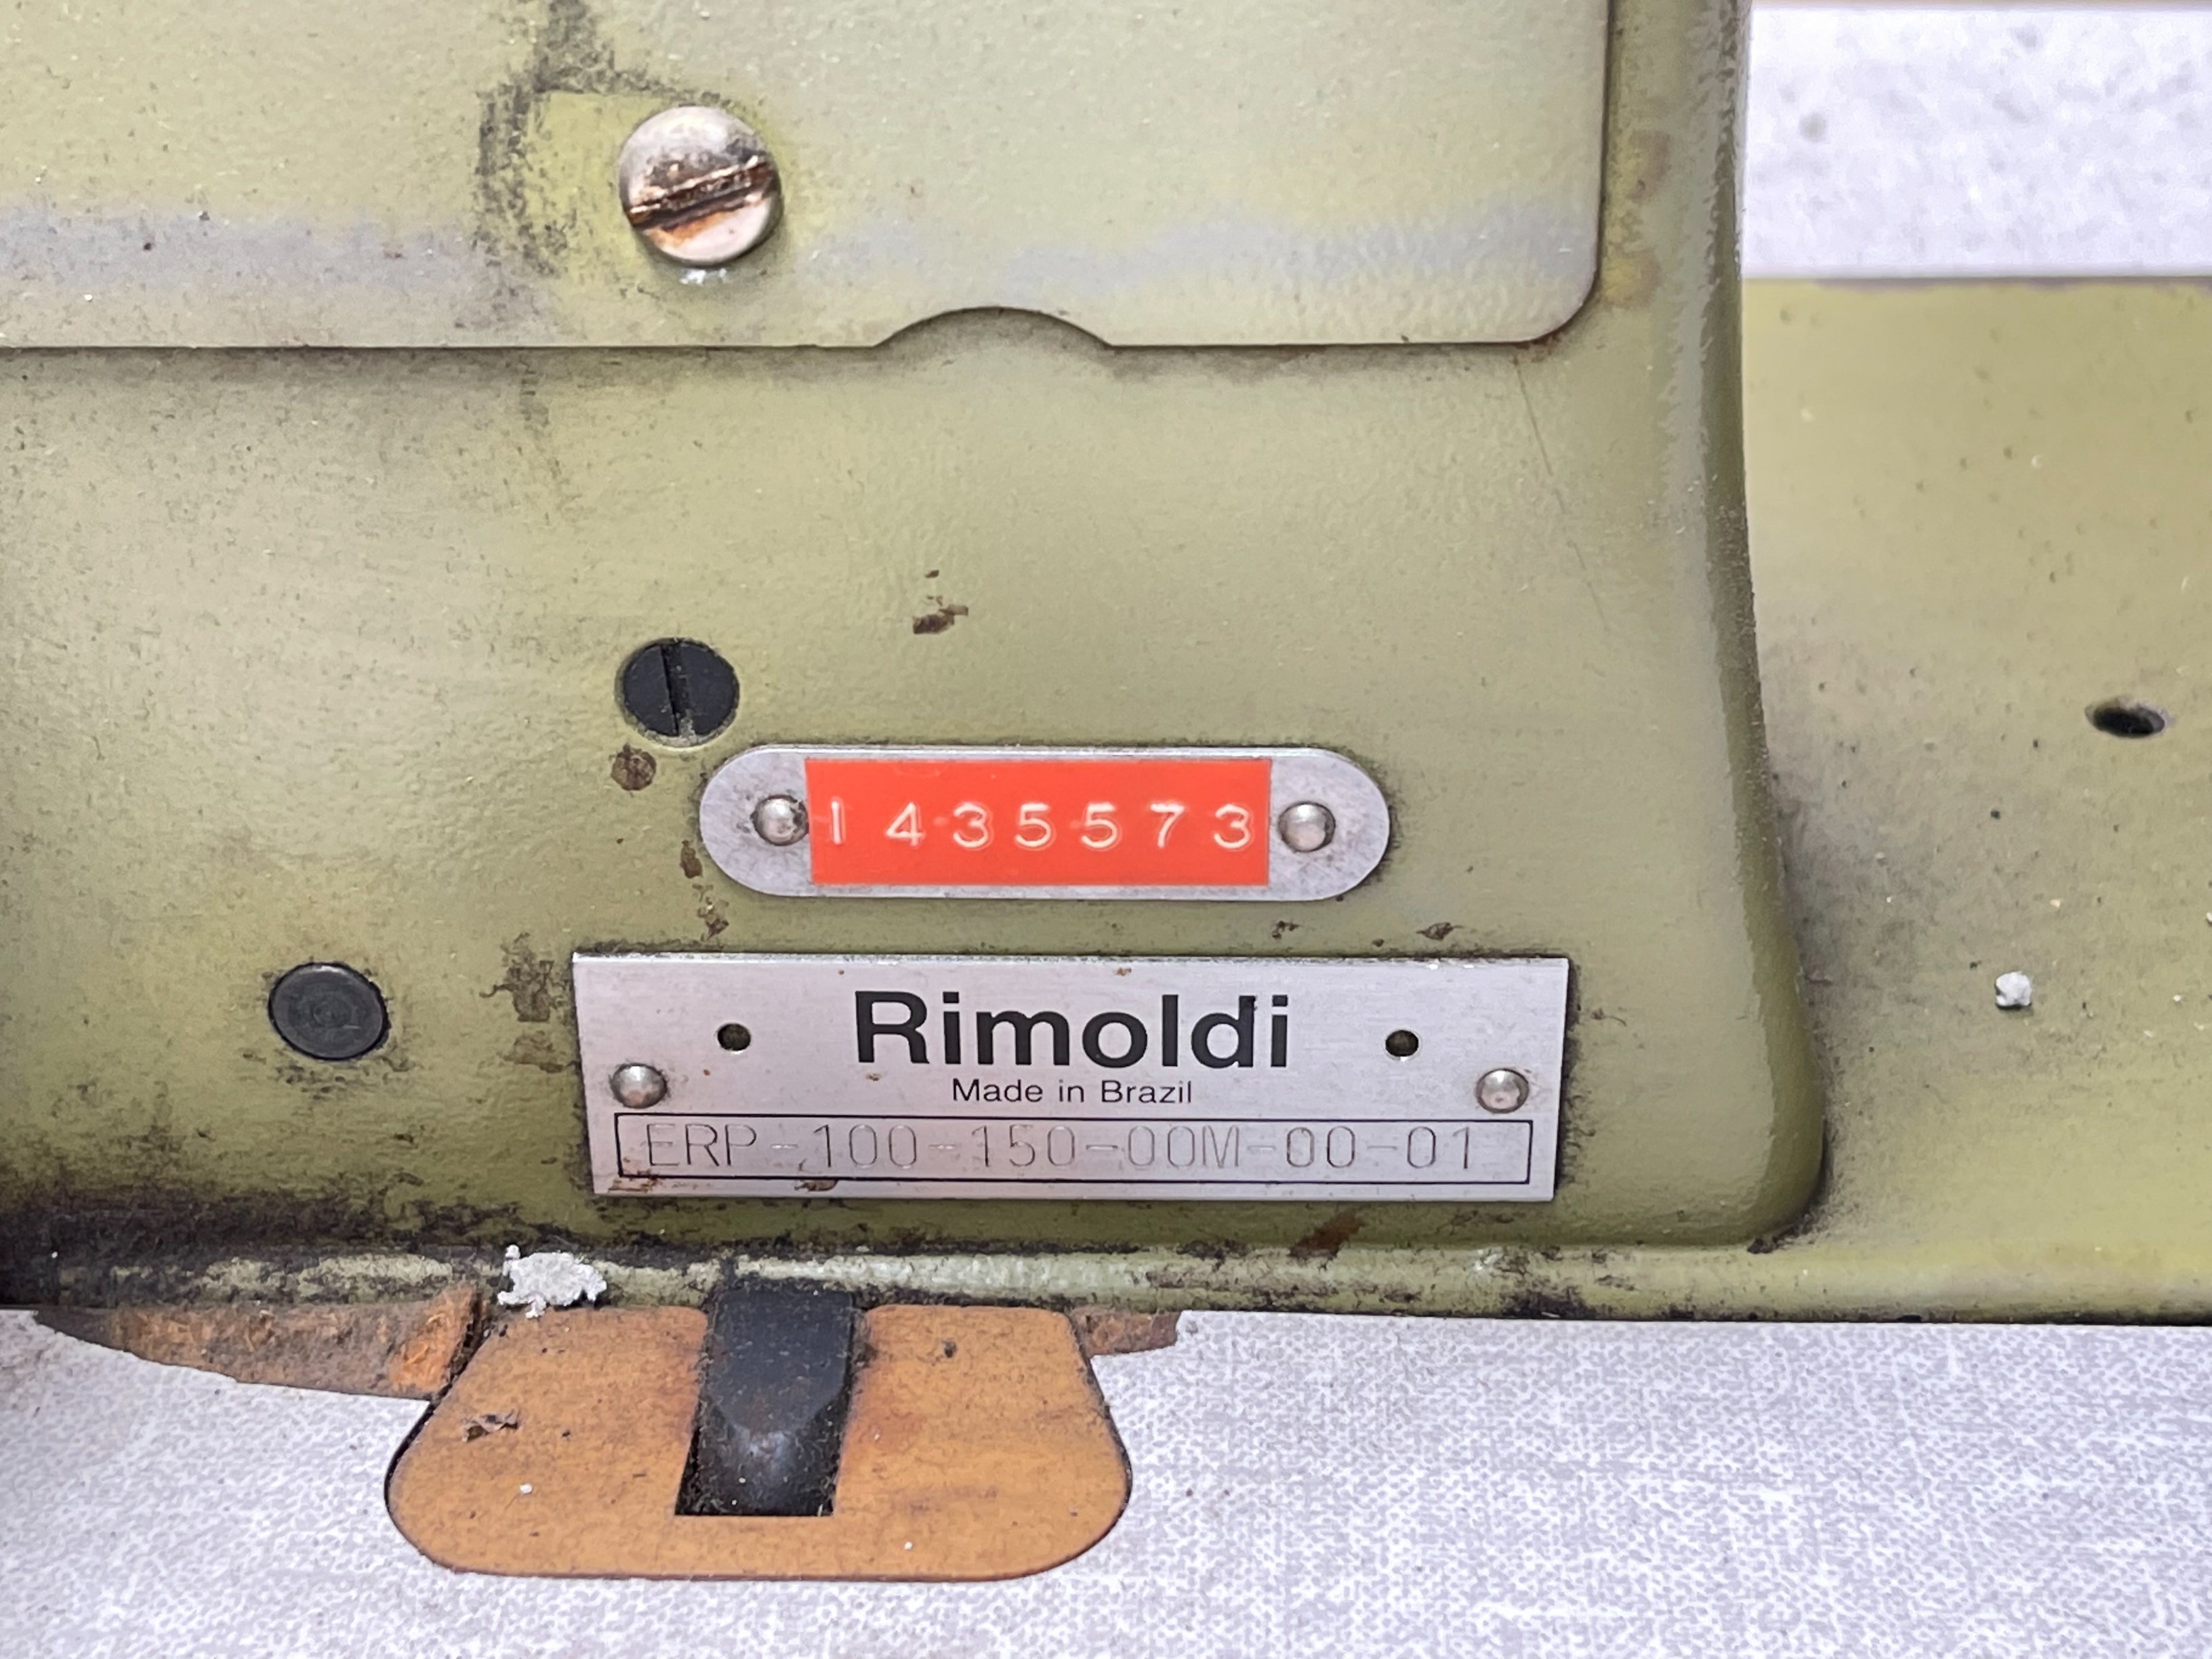 1435573
Rimoldi
Made in Brazil
ERP-100-150-00M-00-01